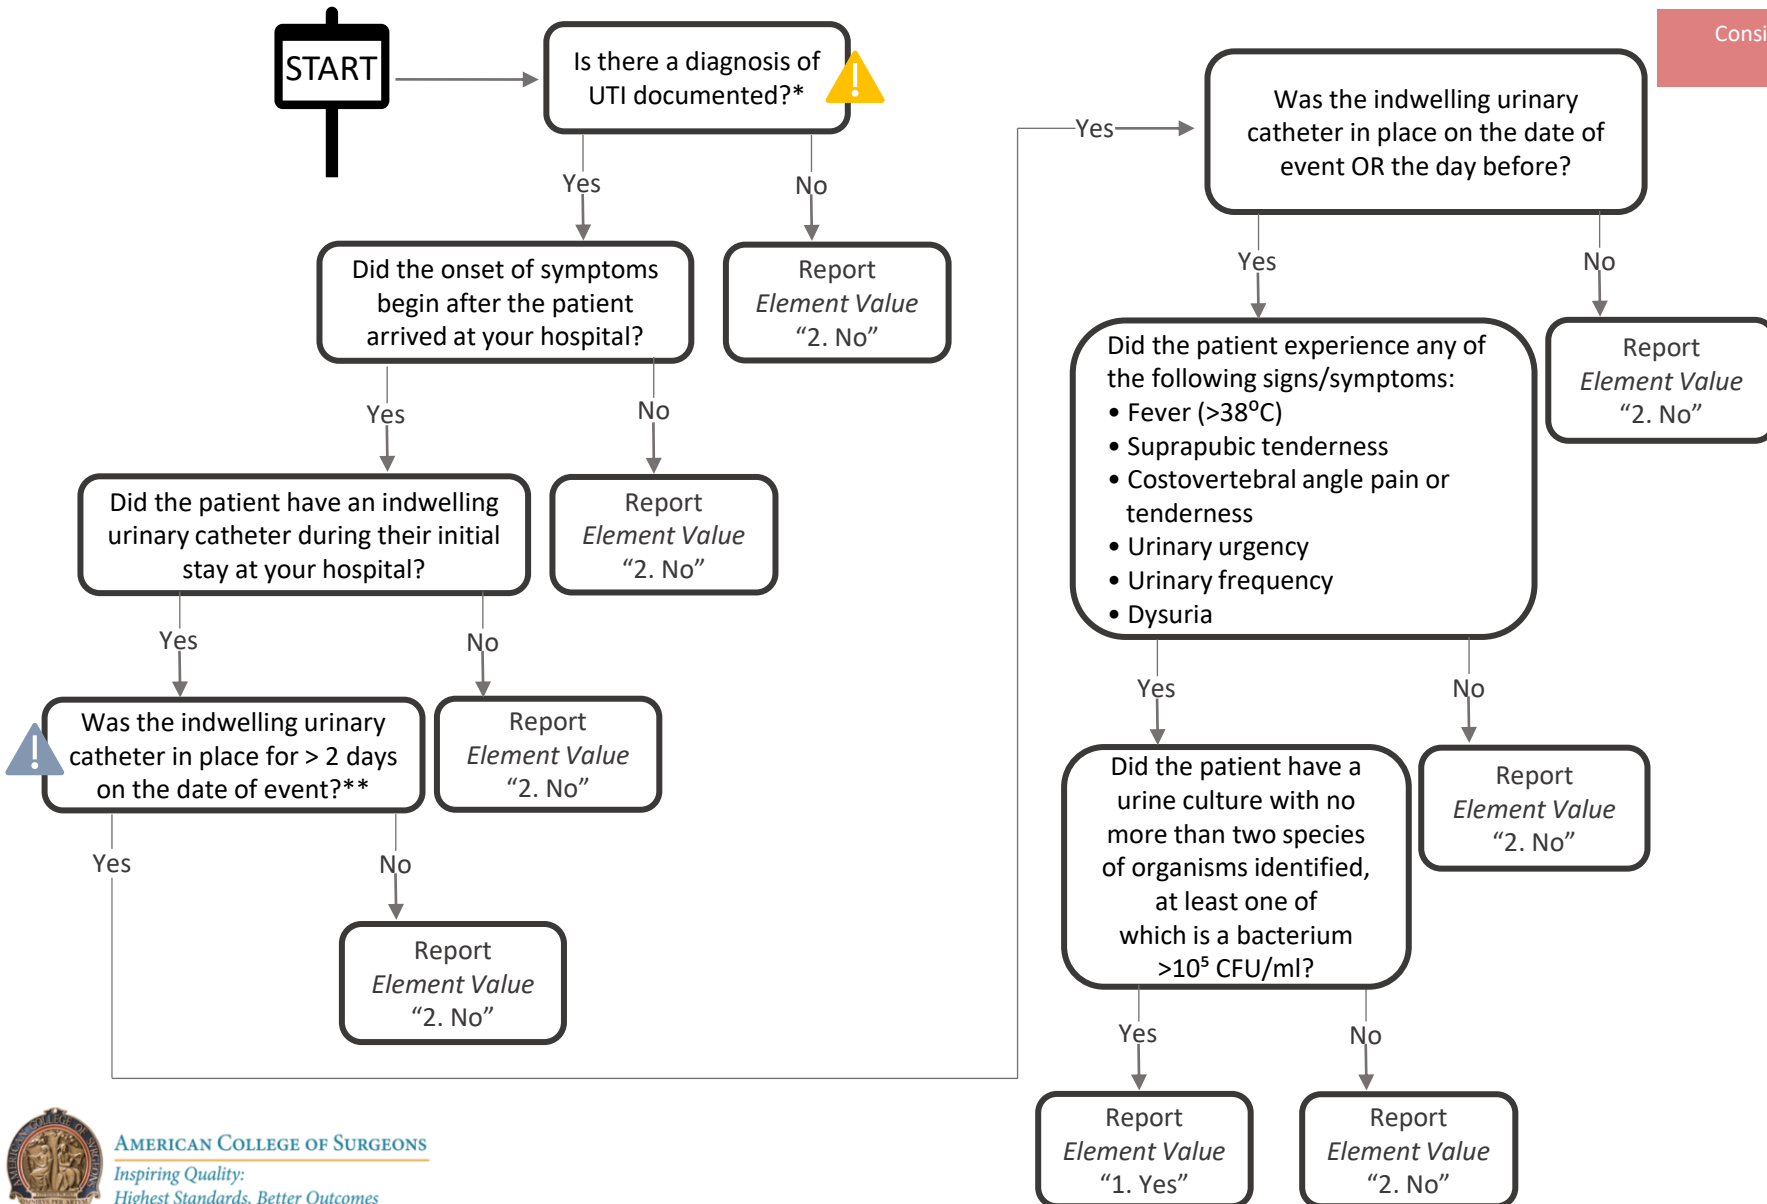 START
Is there a diagnosis of
UTI documented?*
Yes
No
Did the onset of symptoms
begin after the patient
arrived at your hospital?
Report
Element Value
“2. No”
Yes
No
Did the patient have an indwelling
urinary catheter during their initial
stay at your hospital?
Report
Element Value
“2. No”
Yes
No
Was the indwelling urinary
catheter in place for > 2 days
on the date of event?**
Report
Element Value
“2. No”
Yes
No
Report
Element Value
“2. No”
Yes
Was the indwelling urinary
catheter in place on the date of
event OR the day before?
Yes
No
Did the patient experience any of
the following signs/symptoms:
• Fever (>38⁰C)
• Suprapubic tenderness
• Costovertebral angle pain or
tenderness
• Urinary urgency
• Urinary frequency
• Dysuria
Report
Element Value
“2. No”
Yes
No
Did the patient have a
urine culture with no
more than two species
of organisms identified,
at least one of
which is a bacterium
>10⁵ CFU/ml?
Report
Element Value
“2. No”
Yes
No
Report
Element Value
“1. Yes”
Report
Element Value
“2. No”
Consi
AMERICAN COLLEGE OF SURGEONS
Inspiring Quality:
Highest Standards, Better Outcomes